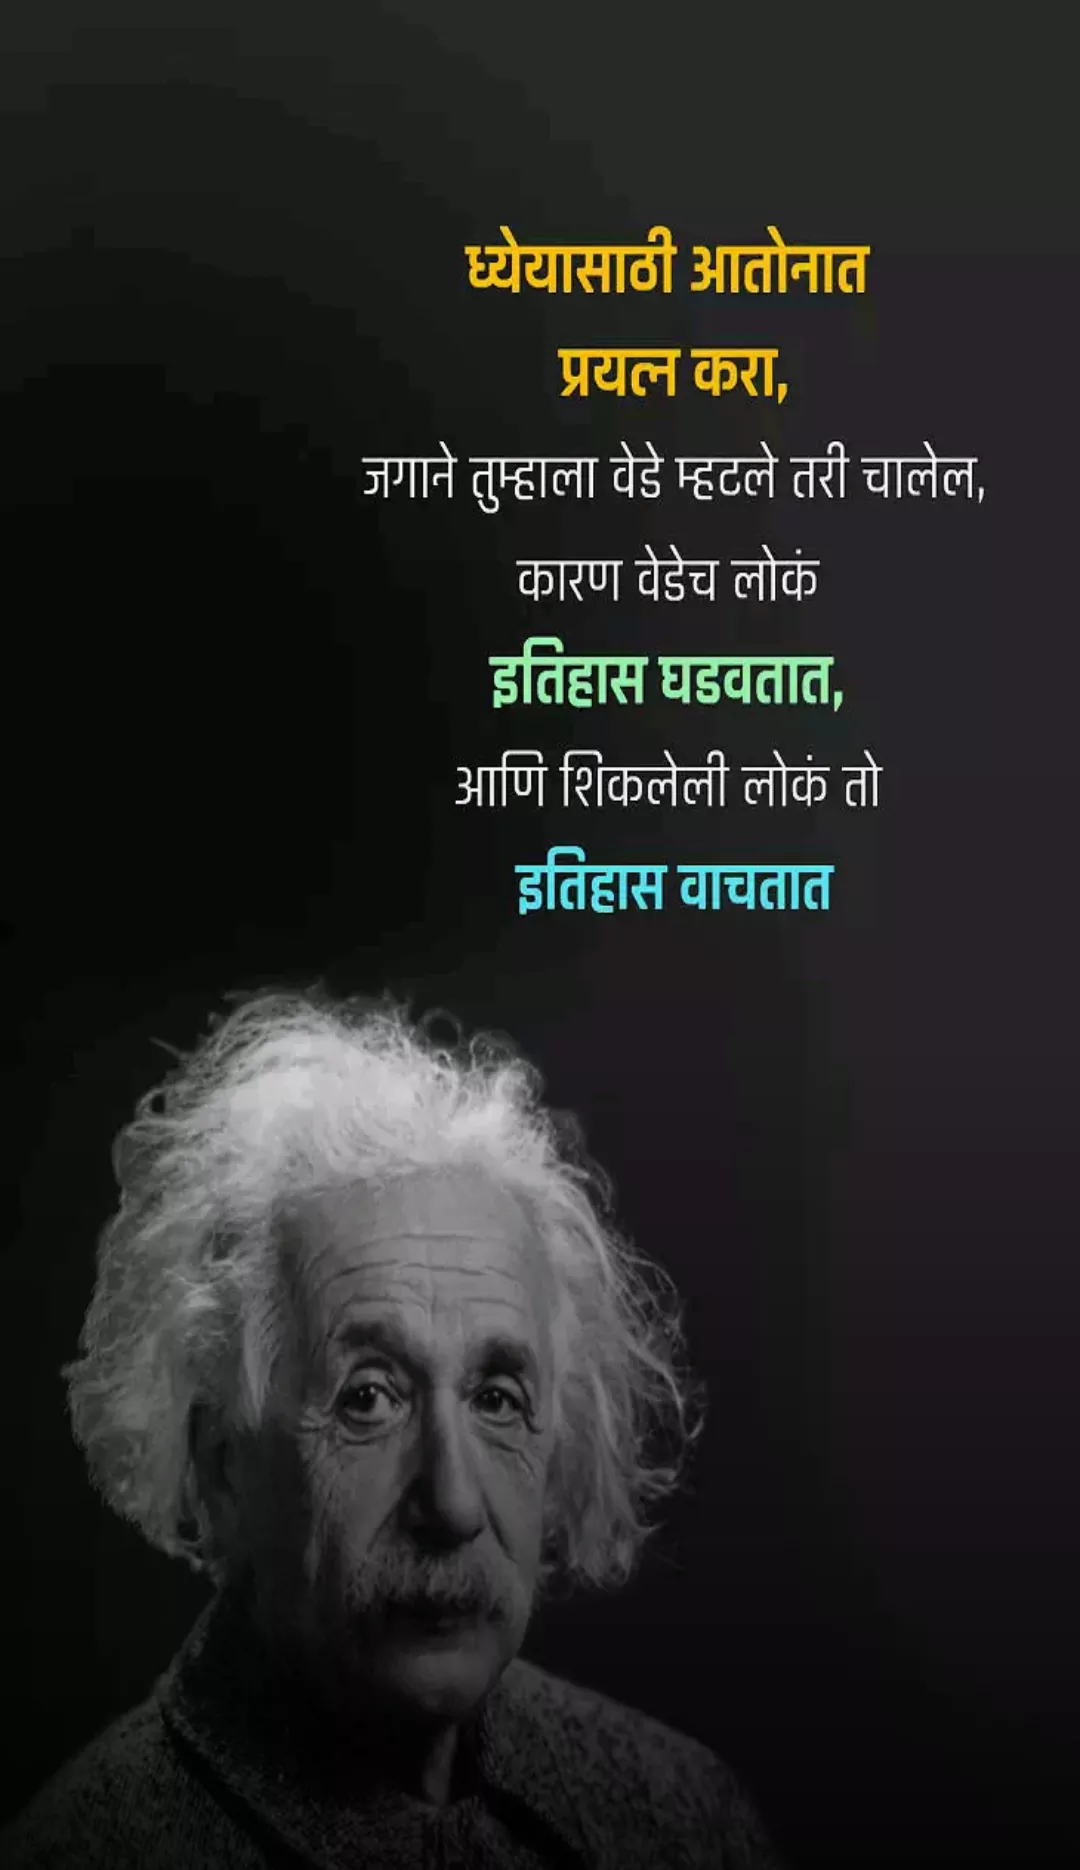 ध्येयासाठी आतोनात
प्रयत्न करा,
जगाने तुम्हाला वेडे म्हटले तरी चालेल,
कारण वेडेच लोकं
इतिहास घडवतात,
आणि शिकलेली लोकं तो
इतिहास वाचतात